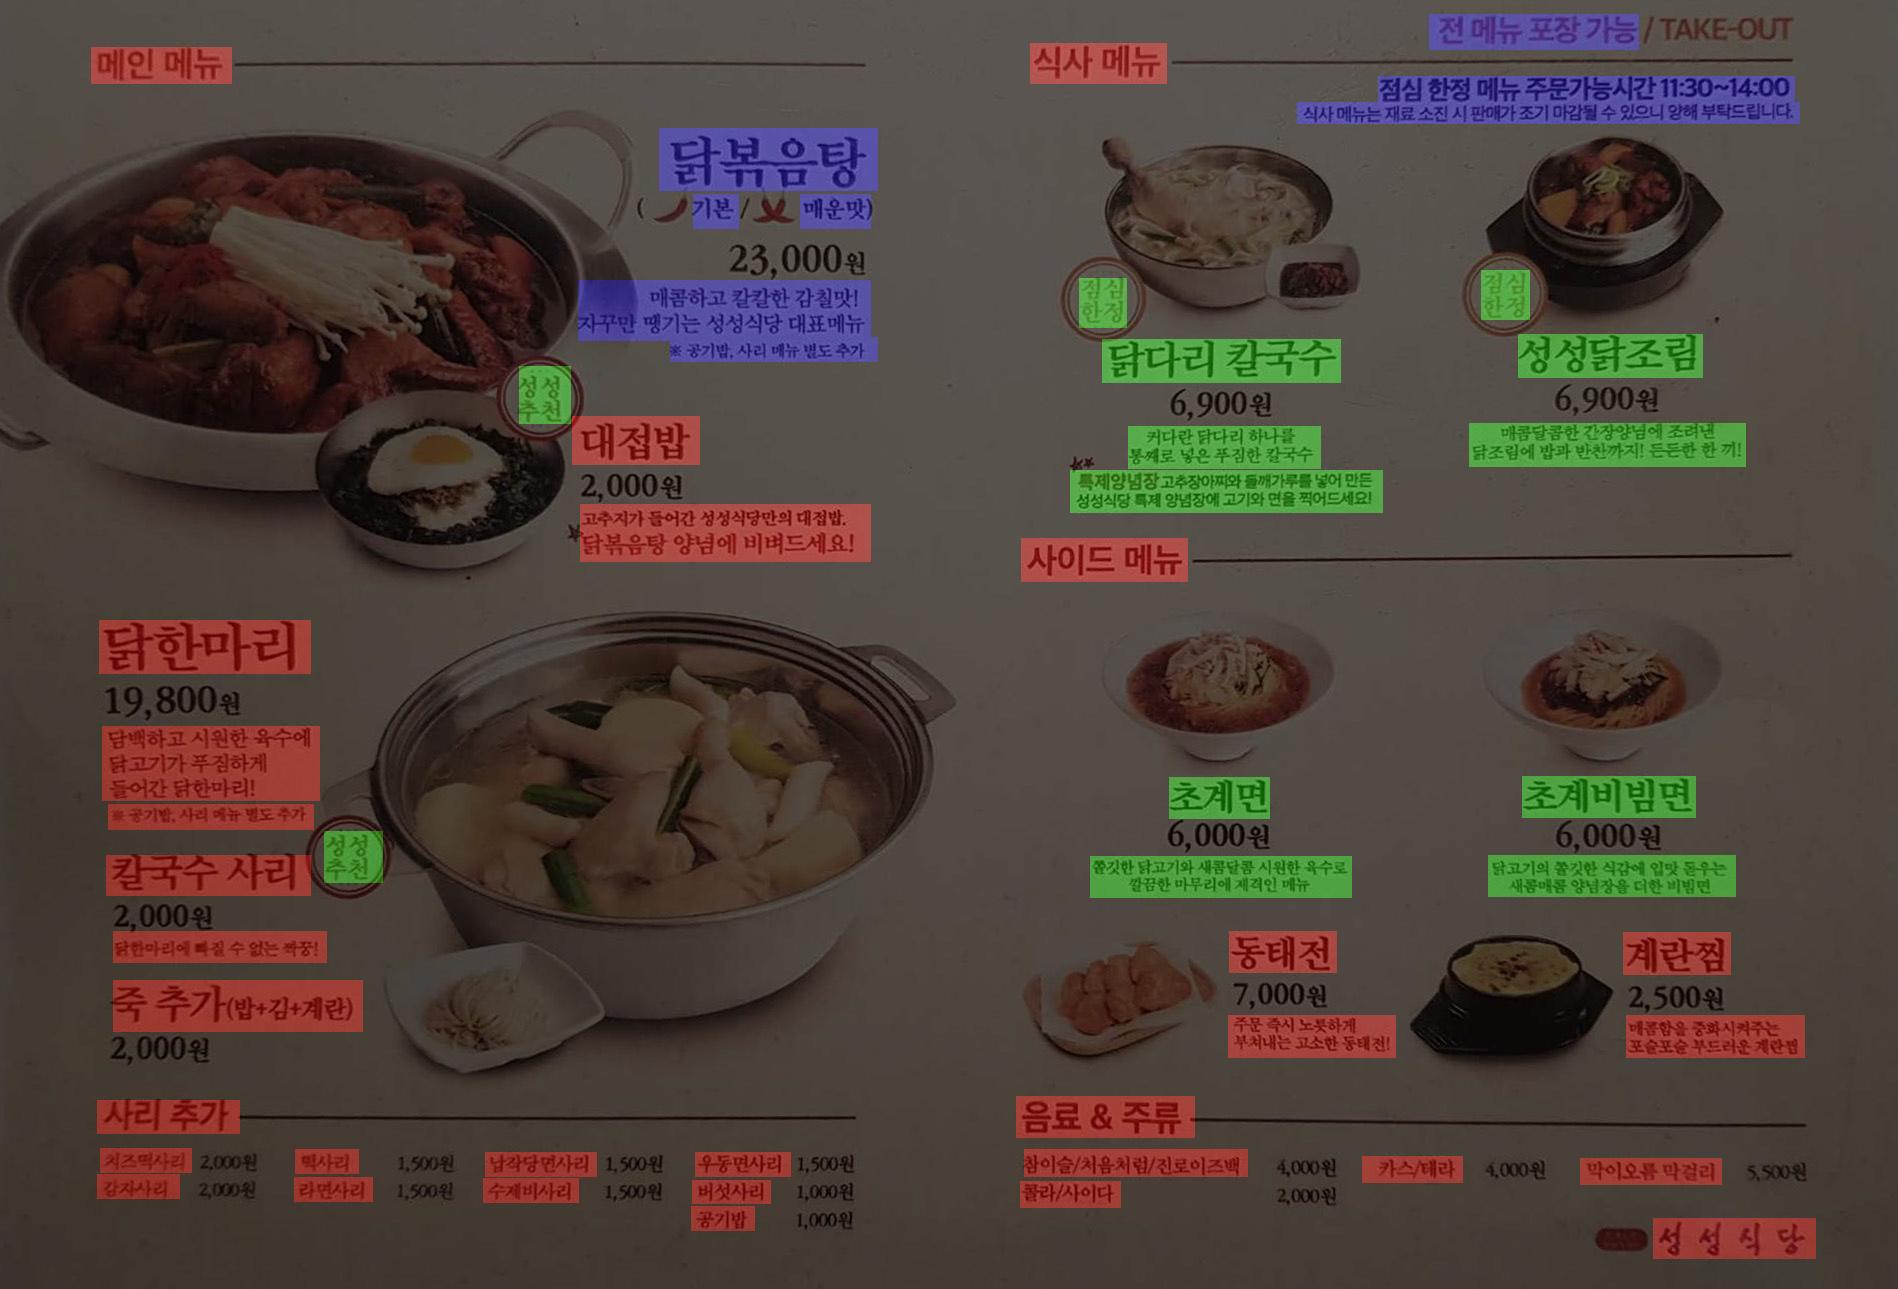 메인 메뉴
닭볶음탕
( 기본 / 매운맛)
23,000원
매콤하고 칼칼한 감칠맛!
자꾸만 땡기는 성성식당 대표메뉴
※ 공기밥, 사리 메뉴 별도 추가
성성
추천
대접밥
2,000원
고추지가 들어간 성성식당만의 대접밥.
닭볶음탕 양념에 비벼드세요!
닭한마리
19,800원
담백하고 시원한 육수에
닭고기가 푸짐하게
들어간 닭한마리!
※ 공기밥, 사리 메뉴 별도 추가
성성
추천
칼국수 사리
2,000원
닭한마리에 빠질 수 없는 짝꿍!
죽 추가(밥+김+계란)
2,000원
사리 추가
치즈떡사리 2,000원 떡사리 1,500원 납작당면사리 1,500원 우동면사리 1,500원
감자사리 2,000원 라면사리 1,500원 수제비사리 1,500원 버섯사리 1,000원
공기밥 1,000원
전 메뉴 포장 가능 / TAKE-OUT
식사 메뉴
점심 한정 메뉴 주문가능시간 11:30~14:00
식사 메뉴는 재료 소진 시 판매가 조기 마감될 수 있으니 양해 부탁드립니다.
점심
한정
닭다리 칼국수
6,900원
커다란 닭다리 하나를
통째로 넣은 푸짐한 칼국수
특제양념장 고추장아찌와 들깨가루를 넣어 만든
성성식당 특제 양념장에 고기와 면을 찍어드세요!
점심
한정
성성닭조림
6,900원
매콤달콤한 간장양념에 조려낸
닭조림에 밥과 반찬까지! 든든한 한 끼!
사이드 메뉴
초계면
6,000원
쫄깃한 닭고기와 새콤달콤 시원한 육수로
깔끔한 마무리에 제격인 메뉴
초계비빔면
6,000원
닭고기의 쫄깃한 식감에 입맛 돋우는
새콤매콤 양념장을 더한 비빔면
동태전
7,000원
주문 즉시 노릇하게
부쳐내는 고소한 동태전!
계란찜
2,500원
매콤함을 중화시켜주는
포슬포슬 부드러운 계란찜
음료 & 주류
참이슬/처음처럼/진로이즈백 4,000원 카스/테라 4,000원 막이오름 막걸리 5,500원
콜라/사이다 2,000원
성성식당